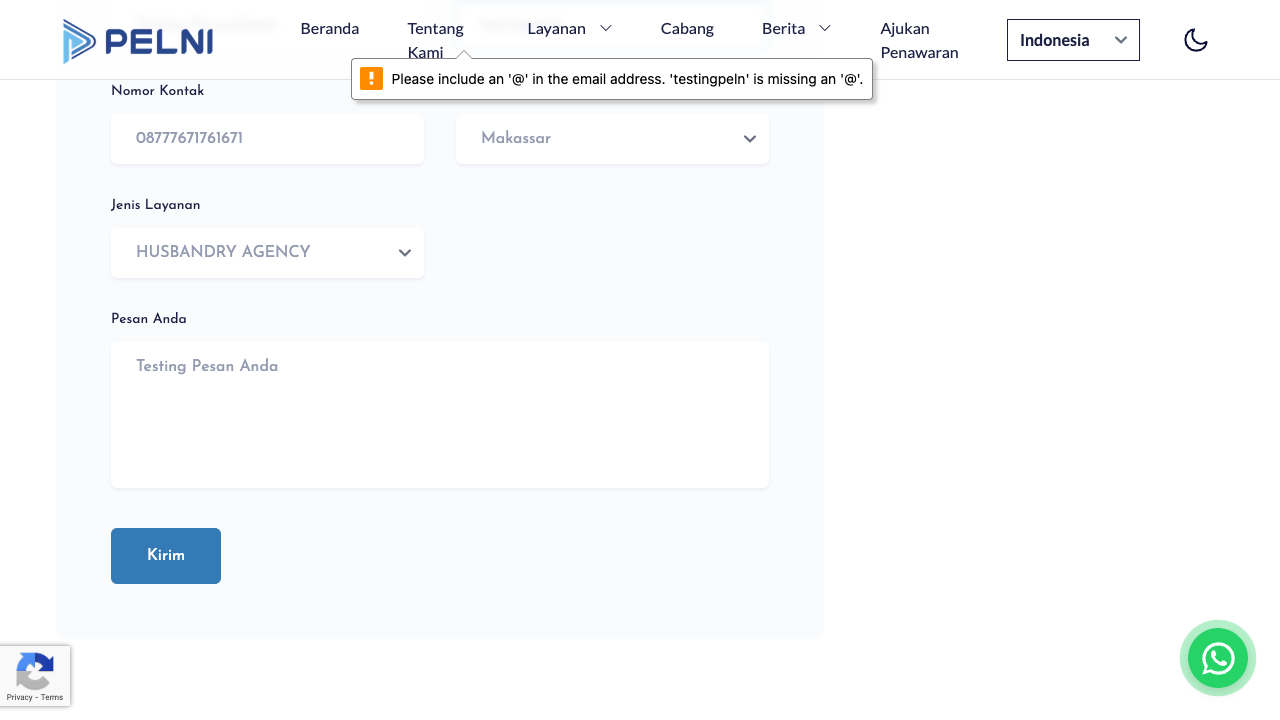 PELNI
Beranda
Tentang Kami
Layanan
Cabang
Berita
Ajukan Penawaran
Indonesia
Please include an '@' in the email address. 'testingpeln' is missing an '@'.
Nomor Kontak
08777671761671
Makassar
Jenis Layanan
HUSBANDRY AGENCY
Pesan Anda
Testing Pesan Anda
Kirim
Privacy - Terms